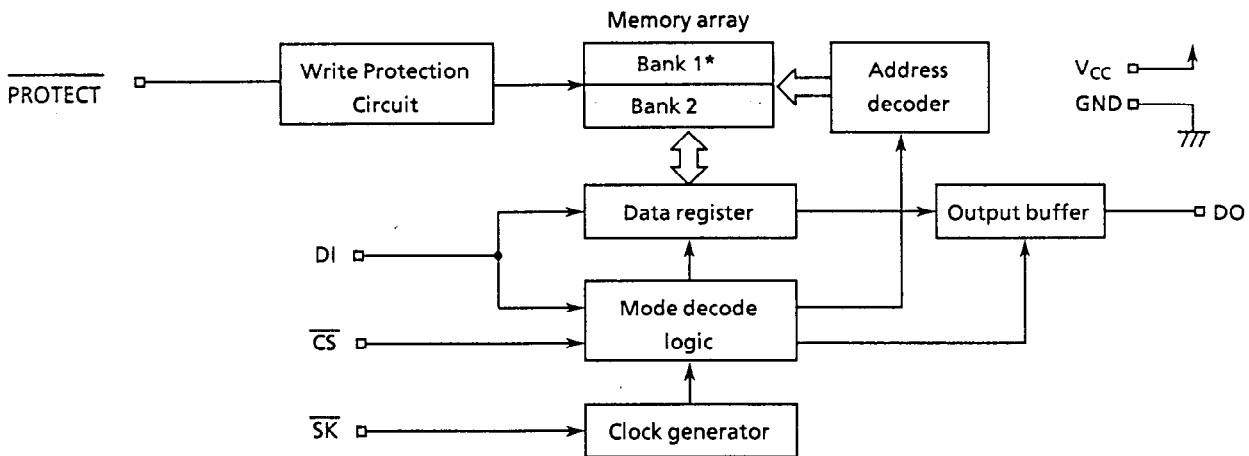 Memory array
PROTECT
Write Protection
Circuit
Bank 1*
Bank 2
Address
decoder
VCC
GND
Data register
Output buffer
DO
DI
Mode decode
logic
CS
SK
Clock generator